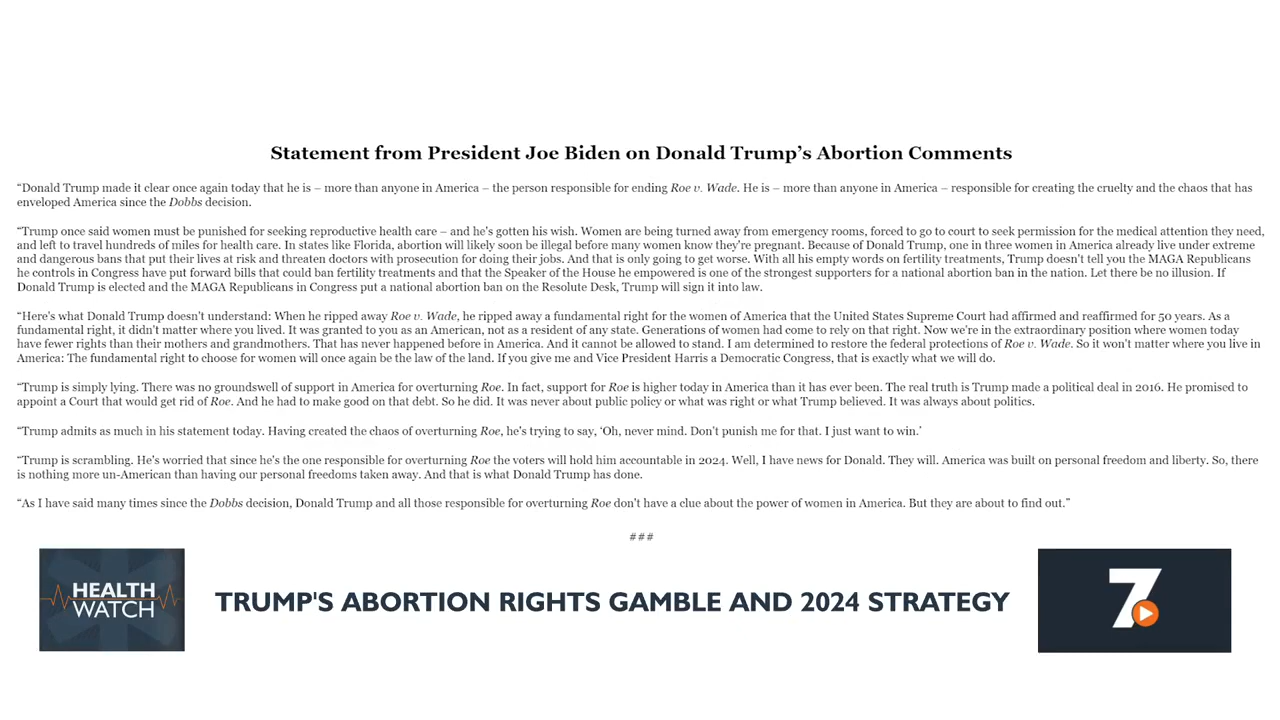 Statement from President Joe Biden on Donald Trump’s Abortion Comments
“Donald Trump made it clear once again today that he is – more than anyone in America – the person responsible for ending Roe v. Wade. He is – more than anyone in America – responsible for creating the cruelty and the chaos that has
enveloped America since the Dobbs decision.
“Trump once said women must be punished for seeking reproductive health care – and he’s gotten his wish. Women are being turned away from emergency rooms, forced to go to court to seek permission for the medical attention they need,
and left to travel hundreds of miles for health care. In states like Florida, abortion will likely soon be illegal before many women know they’re pregnant. Because of Donald Trump, one in three women in America already live under extreme
and dangerous bans that put their lives at risk and threaten doctors with prosecution for doing their jobs. And that is only going to get worse. With all his empty words on fertility treatments, Trump doesn’t tell you the MAGA Republicans
he controls in Congress have put forward bills that could ban fertility treatments and that the Speaker of the House he empowered is one of the strongest supporters for a national abortion ban in the nation. Let there be no illusion. If
Donald Trump is elected and the MAGA Republicans in Congress put a national abortion ban on the Resolute Desk, Trump will sign it into law.
“Here’s what Donald Trump doesn’t understand: When he ripped away Roe v. Wade, he ripped away a fundamental right for the women of America that the United States Supreme Court had affirmed and reaffirmed for 50 years. As a
fundamental right, it didn’t matter where you lived. It was granted to you as an American, not as a resident of any state. Generations of women had come to rely on that right. Now we’re in the extraordinary position where women today
have fewer rights than their mothers and grandmothers. That has never happened before in America. And it cannot be allowed to stand. I am determined to restore the federal protections of Roe v. Wade. So it won’t matter where you live in
America: The fundamental right to choose for women will once again be the law of the land. If you give me and Vice President Harris a Democratic Congress, that is exactly what we will do.
“Trump is simply lying. There was no groundswell of support in America for overturning Roe. In fact, support for Roe is higher today in America than it has ever been. The real truth is Trump made a political deal in 2016. He promised to
appoint a Court that would get rid of Roe. And he had to make good on that debt. So he did. It was never about public policy or what was right or what Trump believed. It was always about politics.
“Trump admits as much in his statement today. Having created the chaos of overturning Roe, he’s trying to say, ‘Oh, never mind. Don’t punish me for that. I just want to win.’
“Trump is scrambling. He’s worried that since he’s the one responsible for overturning Roe the voters will hold him accountable in 2024. Well, I have news for Donald. They will. America was built on personal freedom and liberty. So, there
is nothing more un-American than having our personal freedoms taken away. And that is what Donald Trump has done.
“As I have said many times since the Dobbs decision, Donald Trump and all those responsible for overturning Roe don’t have a clue about the power of women in America. But they are about to find out.”
###
HEALTH
WATCH
TRUMP'S ABORTION RIGHTS GAMBLE AND 2024 STRATEGY
7